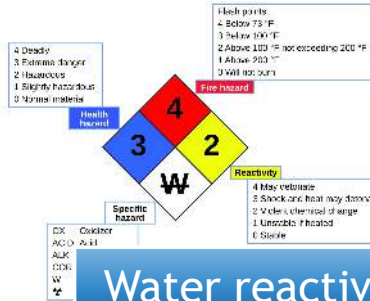 Flash points
4 Below 73 °F
3 Below 100 °F
2 Above 100 °F not exceeding 200 °F
1 Above 200 °F
0 Will not burn
Fire hazard
4 Deadly
3 Extreme danger
2 Hazardous
1 Slightly hazardous
0 Normal material
Health
hazard
4
3
2
W
Reactivity
4 May detonate
3 Shock and heat may detona
2 Violent chemical change
1 Unstable if heated
0 Stable
Specific
hazard
OX Oxidizer
ACID Acid
ALK
COR
W
Water reactiv